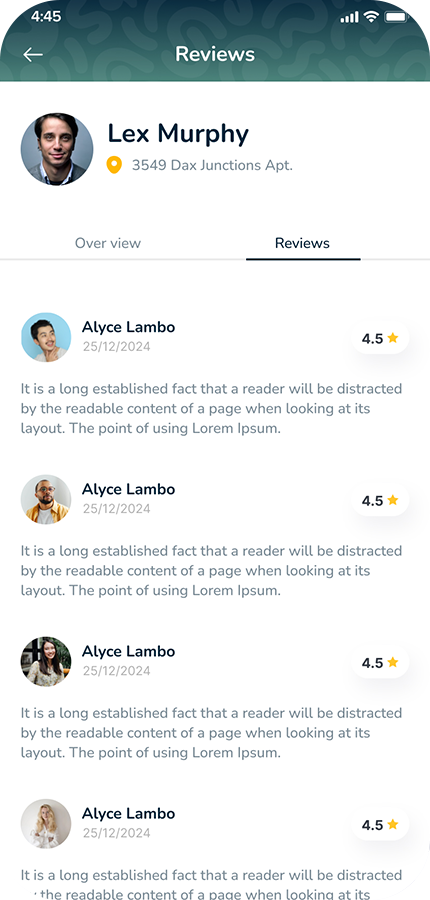 4:45
Reviews
Lex Murphy
3549 Dax Junctions Apt.
Over view
Reviews
Alyce Lambo
25/12/2024
4.5
It is a long established fact that a reader will be distracted
by the readable content of a page when looking at its
layout. The point of using Lorem Ipsum.
Alyce Lambo
25/12/2024
4.5
It is a long established fact that a reader will be distracted
by the readable content of a page when looking at its
layout. The point of using Lorem Ipsum.
Alyce Lambo
25/12/2024
4.5
It is a long established fact that a reader will be distracted
by the readable content of a page when looking at its
layout. The point of using Lorem Ipsum.
Alyce Lambo
25/12/2024
4.5
It is a long established fact that a reader will be distracted
the readable content of a page when looking at its